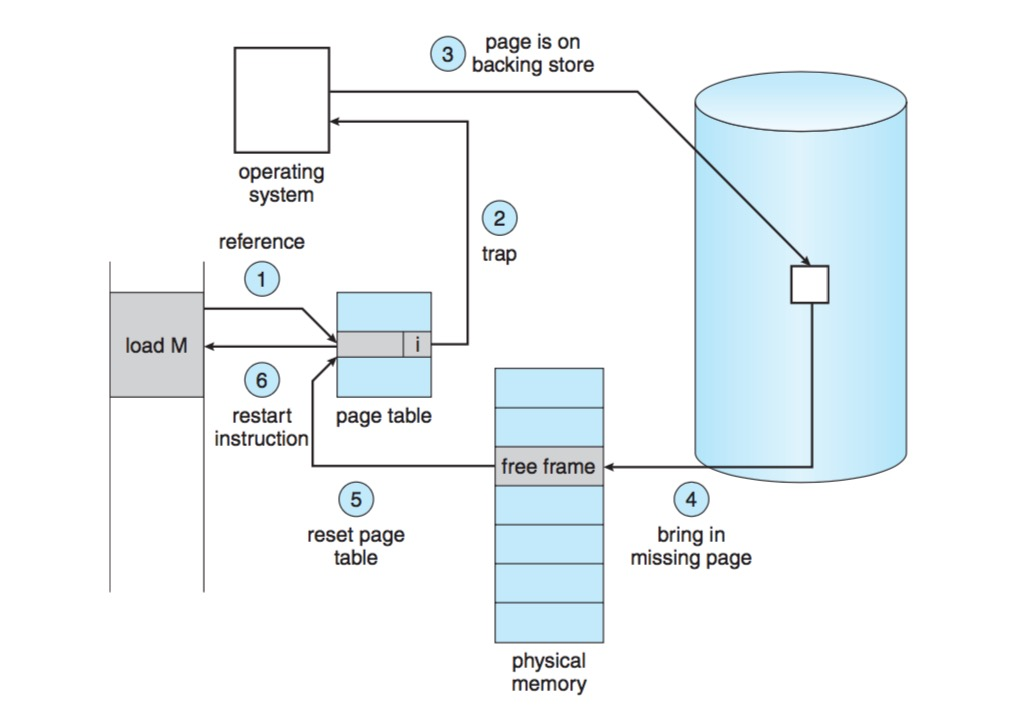 3
page is on
backing store
operating
system
2
trap
reference
1
load M
i
6
restart
instruction
page table
free frame
5
reset page
table
4
bring in
missing page
physical
memory